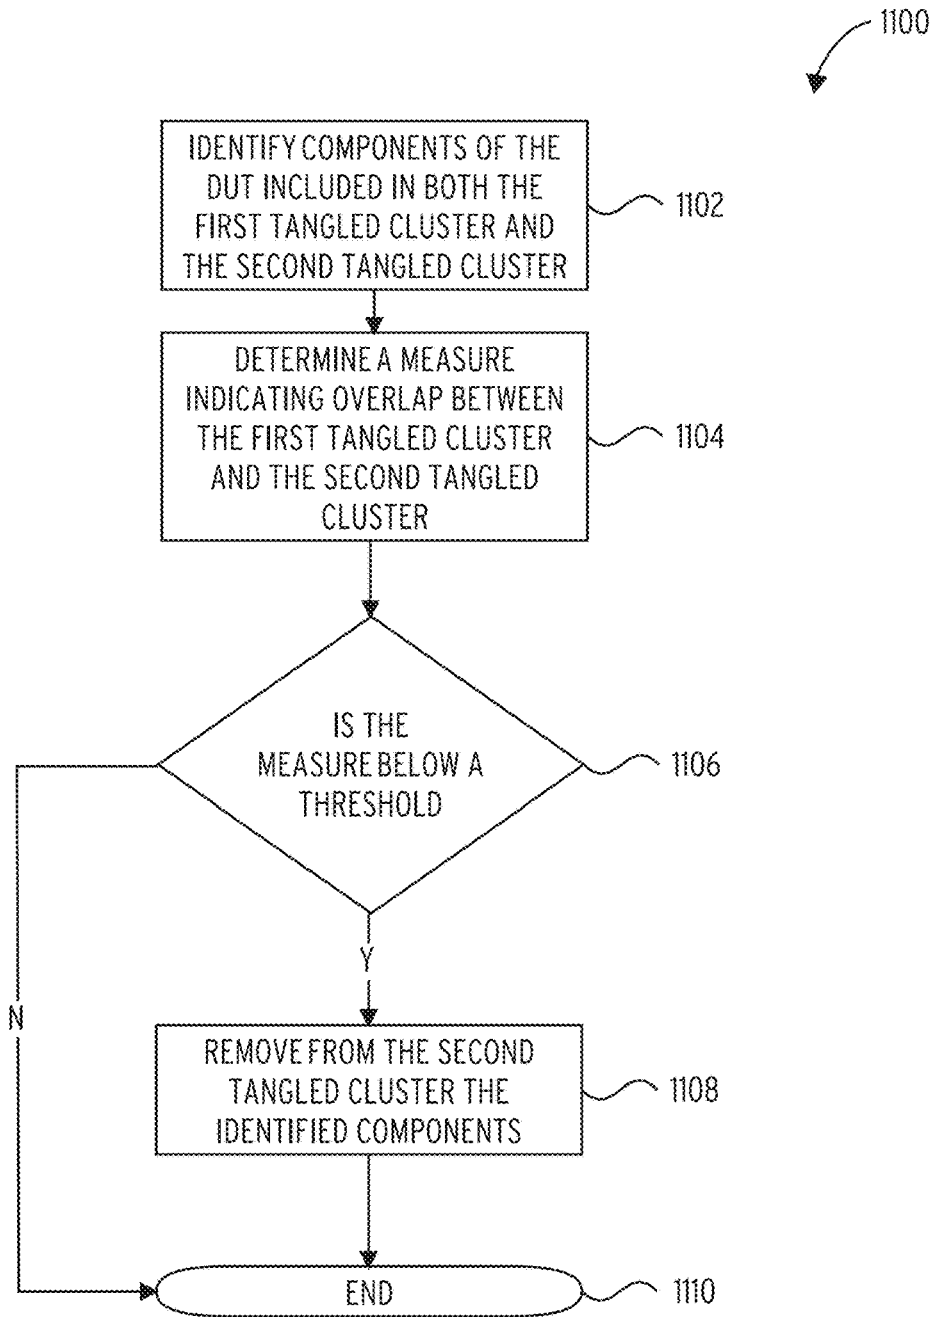 1100
IDENTIFY COMPONENTS OF THE
DUT INCLUDED IN BOTH THE
FIRST TANGLED CLUSTER AND
THE SECOND TANGLED CLUSTER
1102
DETERMINE A MEASURE
INDICATING OVERLAP BETWEEN
THE FIRST TANGLED CLUSTER
AND THE SECOND TANGLED
CLUSTER
1104
IS THE
MEASURE BELOW A
THRESHOLD
1106
Y
N
REMOVE FROM THE SECOND
TANGLED CLUSTER THE
IDENTIFIED COMPONENTS
1108
END
1110